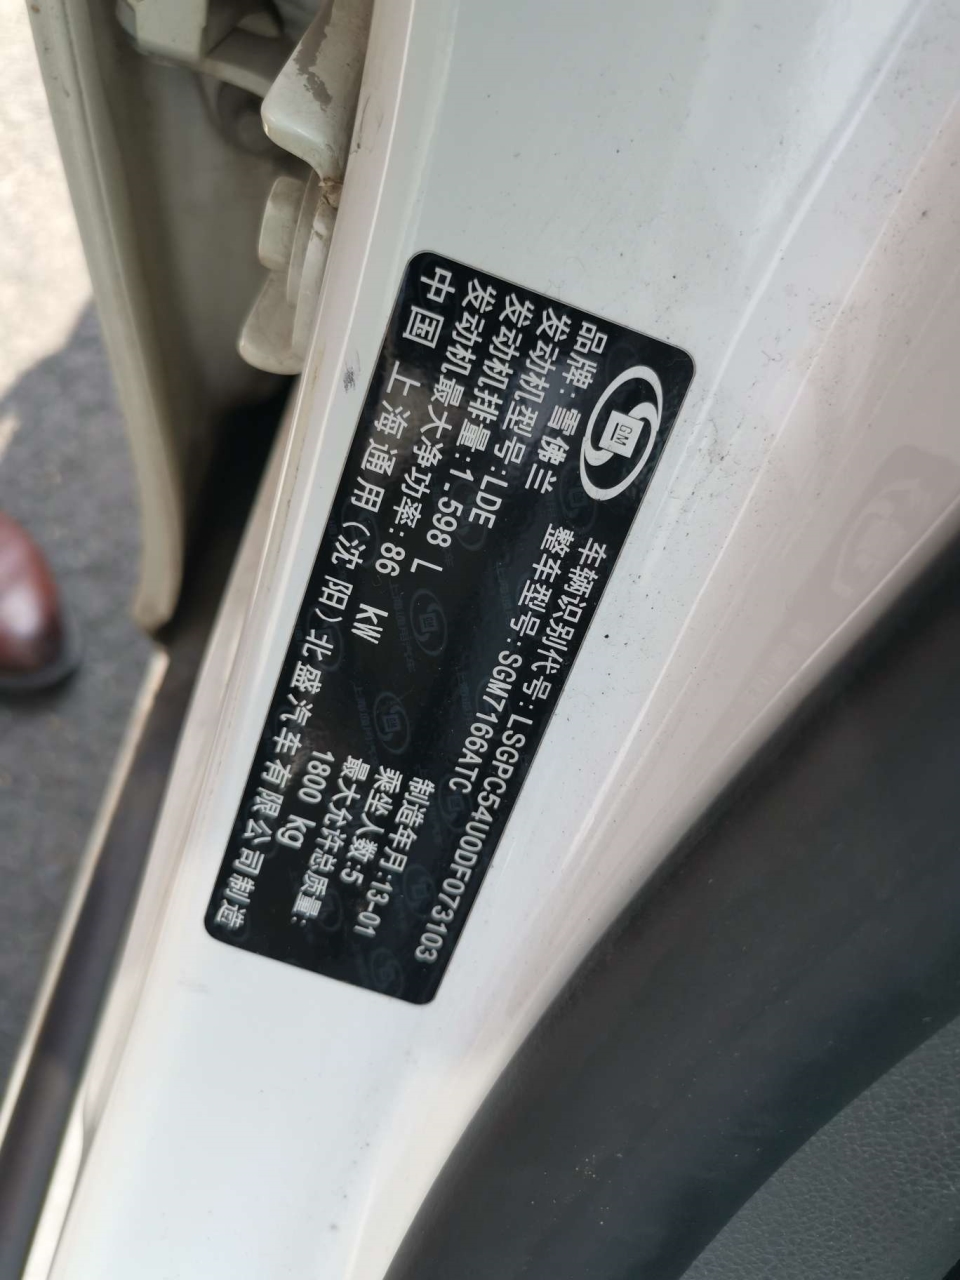 GM
品牌:雪佛兰
车辆识别代号:LSGPC54U0DF073103
发动机型号:LDE
整车型号:SGM7166ATC
发动机排量:1.598 L
制造年月:13-01
发动机最大净功率:86 kW
乘坐人数:5
最大允许总质量:
1800 kg
中国 上海通用(沈阳)北盛汽车有限公司制造